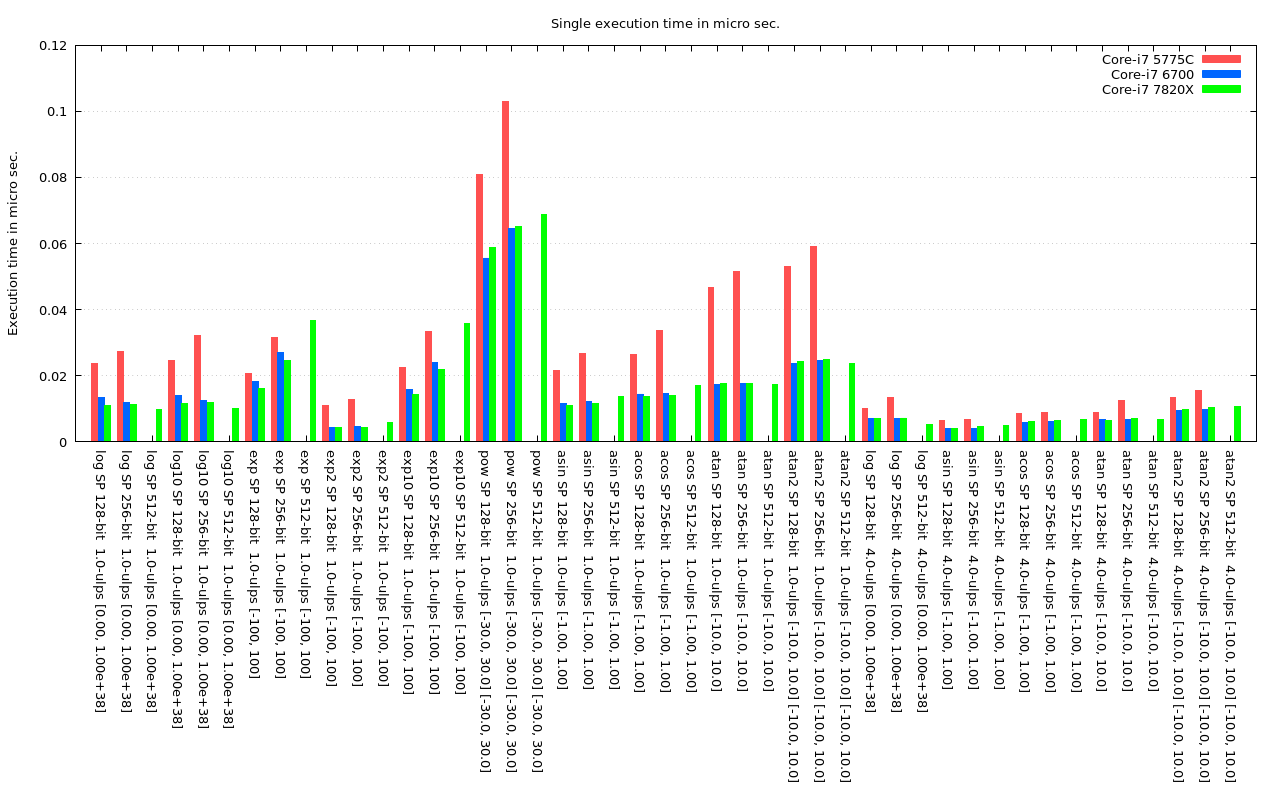 Single execution time in micro sec.
Execution time in micro sec.
0.12
0.1
0.08
0.06
0.04
0.02
0
Core-i7 5775C
Core-i7 6700
Core-i7 7820X
log SP 128-bit 1.0-ulps [0.00, 1.00e+38]
log SP 256-bit 1.0-ulps [0.00, 1.00e+38]
log SP 512-bit 1.0-ulps [0.00, 1.00e+38]
log10 SP 128-bit 1.0-ulps [0.00, 1.00e+38]
log10 SP 256-bit 1.0-ulps [0.00, 1.00e+38]
log10 SP 512-bit 1.0-ulps [0.00, 1.00e+38]
exp SP 128-bit 1.0-ulps [-100, 100]
exp SP 256-bit 1.0-ulps [-100, 100]
exp SP 512-bit 1.0-ulps [-100, 100]
exp2 SP 128-bit 1.0-ulps [-100, 100]
exp2 SP 256-bit 1.0-ulps [-100, 100]
exp2 SP 512-bit 1.0-ulps [-100, 100]
exp10 SP 128-bit 1.0-ulps [-100, 100]
exp10 SP 256-bit 1.0-ulps [-100, 100]
exp10 SP 512-bit 1.0-ulps [-100, 100]
pow SP 128-bit 1.0-ulps [-30.0, 30.0] [-30.0, 30.0]
pow SP 256-bit 1.0-ulps [-30.0, 30.0] [-30.0, 30.0]
pow SP 512-bit 1.0-ulps [-30.0, 30.0] [-30.0, 30.0]
asin SP 128-bit 1.0-ulps [-1.00, 1.00]
asin SP 256-bit 1.0-ulps [-1.00, 1.00]
asin SP 512-bit 1.0-ulps [-1.00, 1.00]
acos SP 128-bit 1.0-ulps [-1.00, 1.00]
acos SP 256-bit 1.0-ulps [-1.00, 1.00]
acos SP 512-bit 1.0-ulps [-1.00, 1.00]
atan SP 128-bit 1.0-ulps [-10.0, 10.0]
atan SP 256-bit 1.0-ulps [-10.0, 10.0]
atan SP 512-bit 1.0-ulps [-10.0, 10.0]
atan2 SP 128-bit 1.0-ulps [-10.0, 10.0] [-10.0, 10.0]
atan2 SP 256-bit 1.0-ulps [-10.0, 10.0] [-10.0, 10.0]
atan2 SP 512-bit 1.0-ulps [-10.0, 10.0] [-10.0, 10.0]
log SP 128-bit 4.0-ulps [0.00, 1.00e+38]
log SP 256-bit 4.0-ulps [0.00, 1.00e+38]
log SP 512-bit 4.0-ulps [0.00, 1.00e+38]
asin SP 128-bit 4.0-ulps [-1.00, 1.00]
asin SP 256-bit 4.0-ulps [-1.00, 1.00]
asin SP 512-bit 4.0-ulps [-1.00, 1.00]
acos SP 128-bit 4.0-ulps [-1.00, 1.00]
acos SP 256-bit 4.0-ulps [-1.00, 1.00]
acos SP 512-bit 4.0-ulps [-1.00, 1.00]
atan SP 128-bit 4.0-ulps [-10.0, 10.0]
atan SP 256-bit 4.0-ulps [-10.0, 10.0]
atan SP 512-bit 4.0-ulps [-10.0, 10.0]
atan2 SP 128-bit 4.0-ulps [-10.0, 10.0] [-10.0, 10.0]
atan2 SP 256-bit 4.0-ulps [-10.0, 10.0] [-10.0, 10.0]
atan2 SP 512-bit 4.0-ulps [-10.0, 10.0] [-10.0, 10.0]